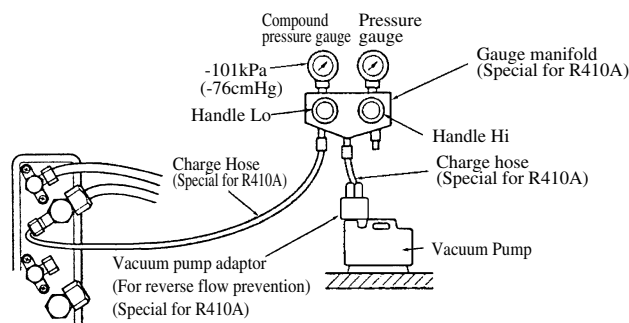 Compound
pressure gauge
Pressure
gauge
-101kPa
(-76cmHg)
Gauge manifold
(Special for R410A)
Handle Lo
Handle Hi
Charge Hose
(Special for R410A)
Charge hose
(Special for R410A)
Vacuum Pump
Vacuum pump adaptor
(For reverse flow prevention)
(Special for R410A)